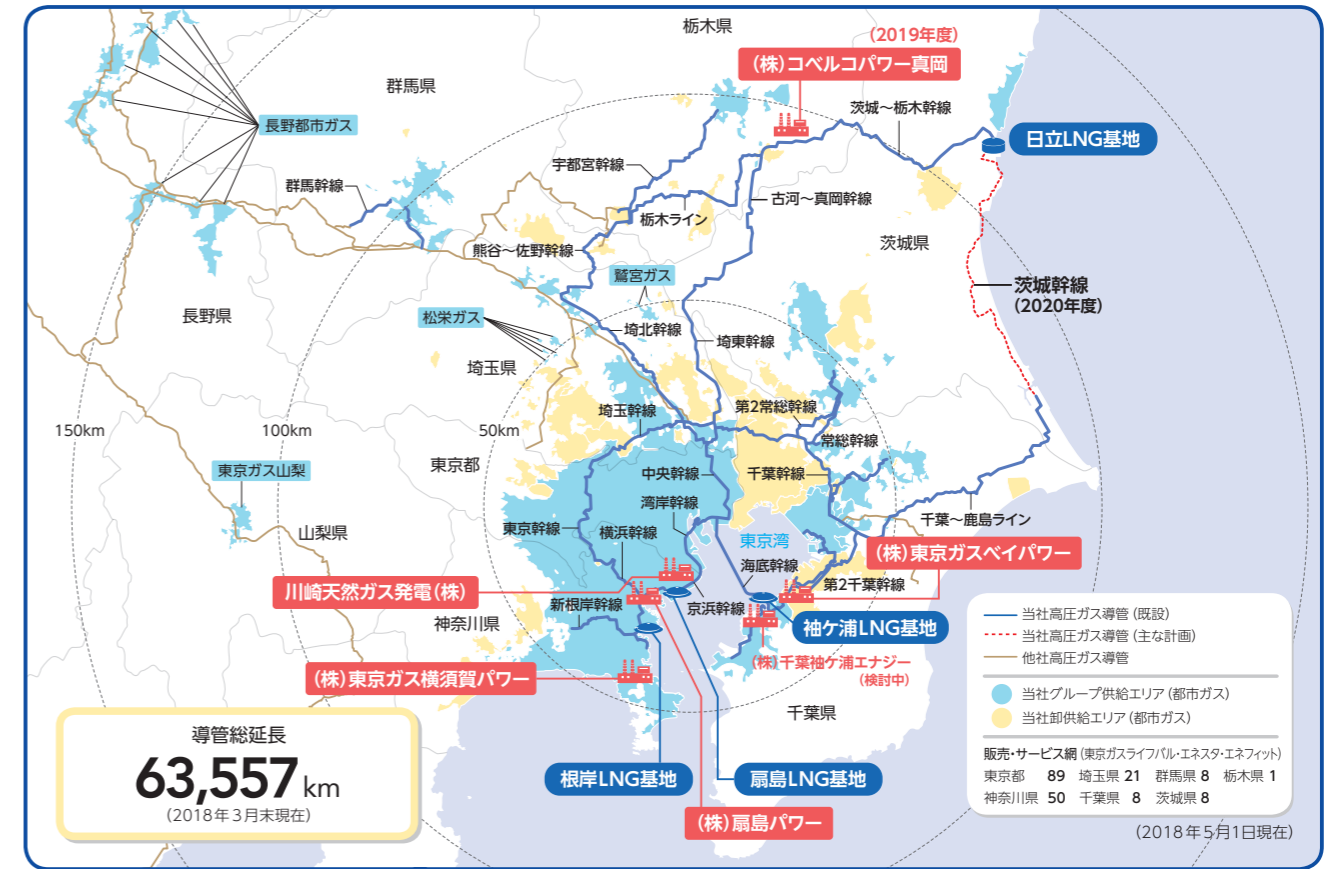 栃木県
(2019年度)
(株)コベルコパワー真岡
群馬県
茨城〜栃木幹線
長野都市ガス
日立LNG基地
宇都宮幹線
群馬幹線
古河〜真岡幹線
栃木ライン
熊谷〜佐野幹線
茨城県
鷲宮ガス
茨城幹線
(2020年度)
長野県
松栄ガス
埼北幹線
埼東幹線
埼玉県
埼玉幹線
第2常総幹線
150km
100km
50km
常総幹線
東京都
東京ガス山梨
中央幹線
千葉幹線
湾岸幹線
山梨県
東京幹線
横浜幹線
千葉〜鹿島ライン
東京湾
(株)東京ガスベイパワー
海底幹線
第2千葉幹線
川崎天然ガス発電(株)
新根岸幹線
京浜幹線
神奈川県
袖ケ浦LNG基地
(株)千葉袖ケ浦エナジー
(検討中)
(株)東京ガス横須賀パワー
千葉県
根岸LNG基地
扇島LNG基地
(株)扇島パワー
導管総延長
63,557km
(2018年3月末現在)
当社高圧ガス導管(既設)
当社高圧ガス導管(主な計画)
他社高圧ガス導管
当社グループ供給エリア(都市ガス)
当社卸供給エリア(都市ガス)
販売・サービス網(東京ガスライフバル・エネスタ・エネフィット)
東京都 89 埼玉県 21 群馬県 8 栃木県 1
神奈川県 50 千葉県 8 茨城県 8
(2018年5月1日現在)